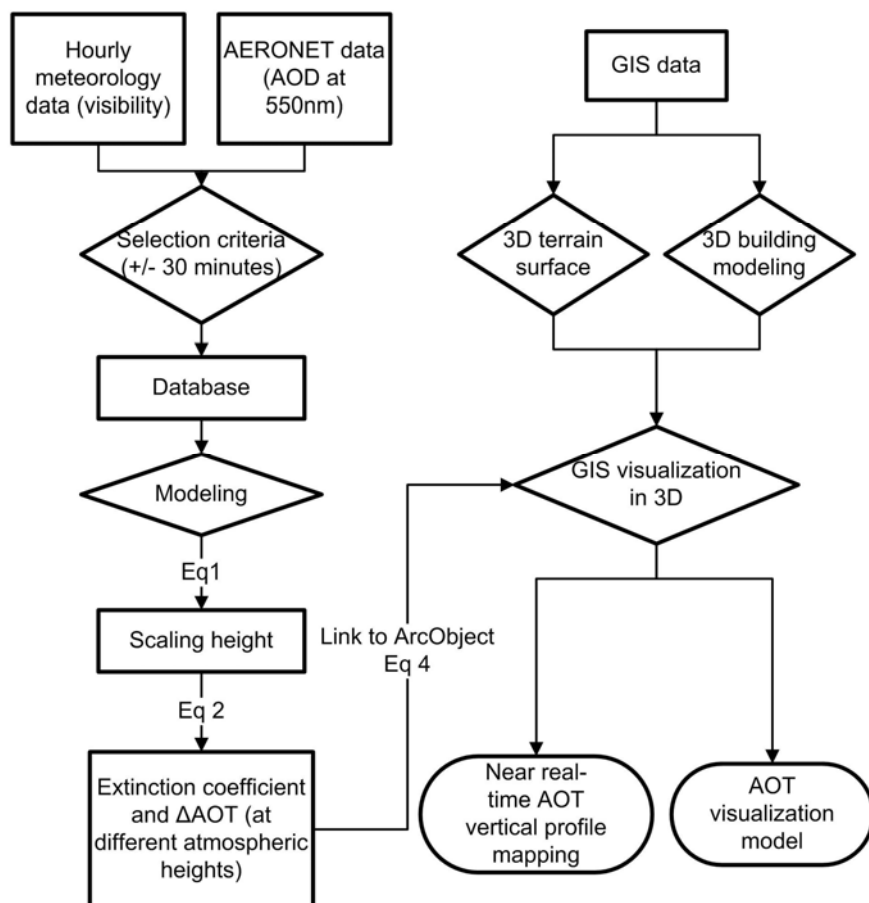 Hourly
meteorology
data (visibility)
AERONET data
(AOD at
550nm)
GIS data
Selection criteria
(+/- 30 minutes)
3D terrain
surface
3D building
modeling
Database
Modeling
GIS visualization
in 3D
Eq1
Scaling height
Link to ArcObject
Eq 4
Eq 2
Extinction coefficient
and ΔAOT (at
different atmospheric
heights)
Near real-
time AOT
vertical profile
mapping
AOT
visualization
model